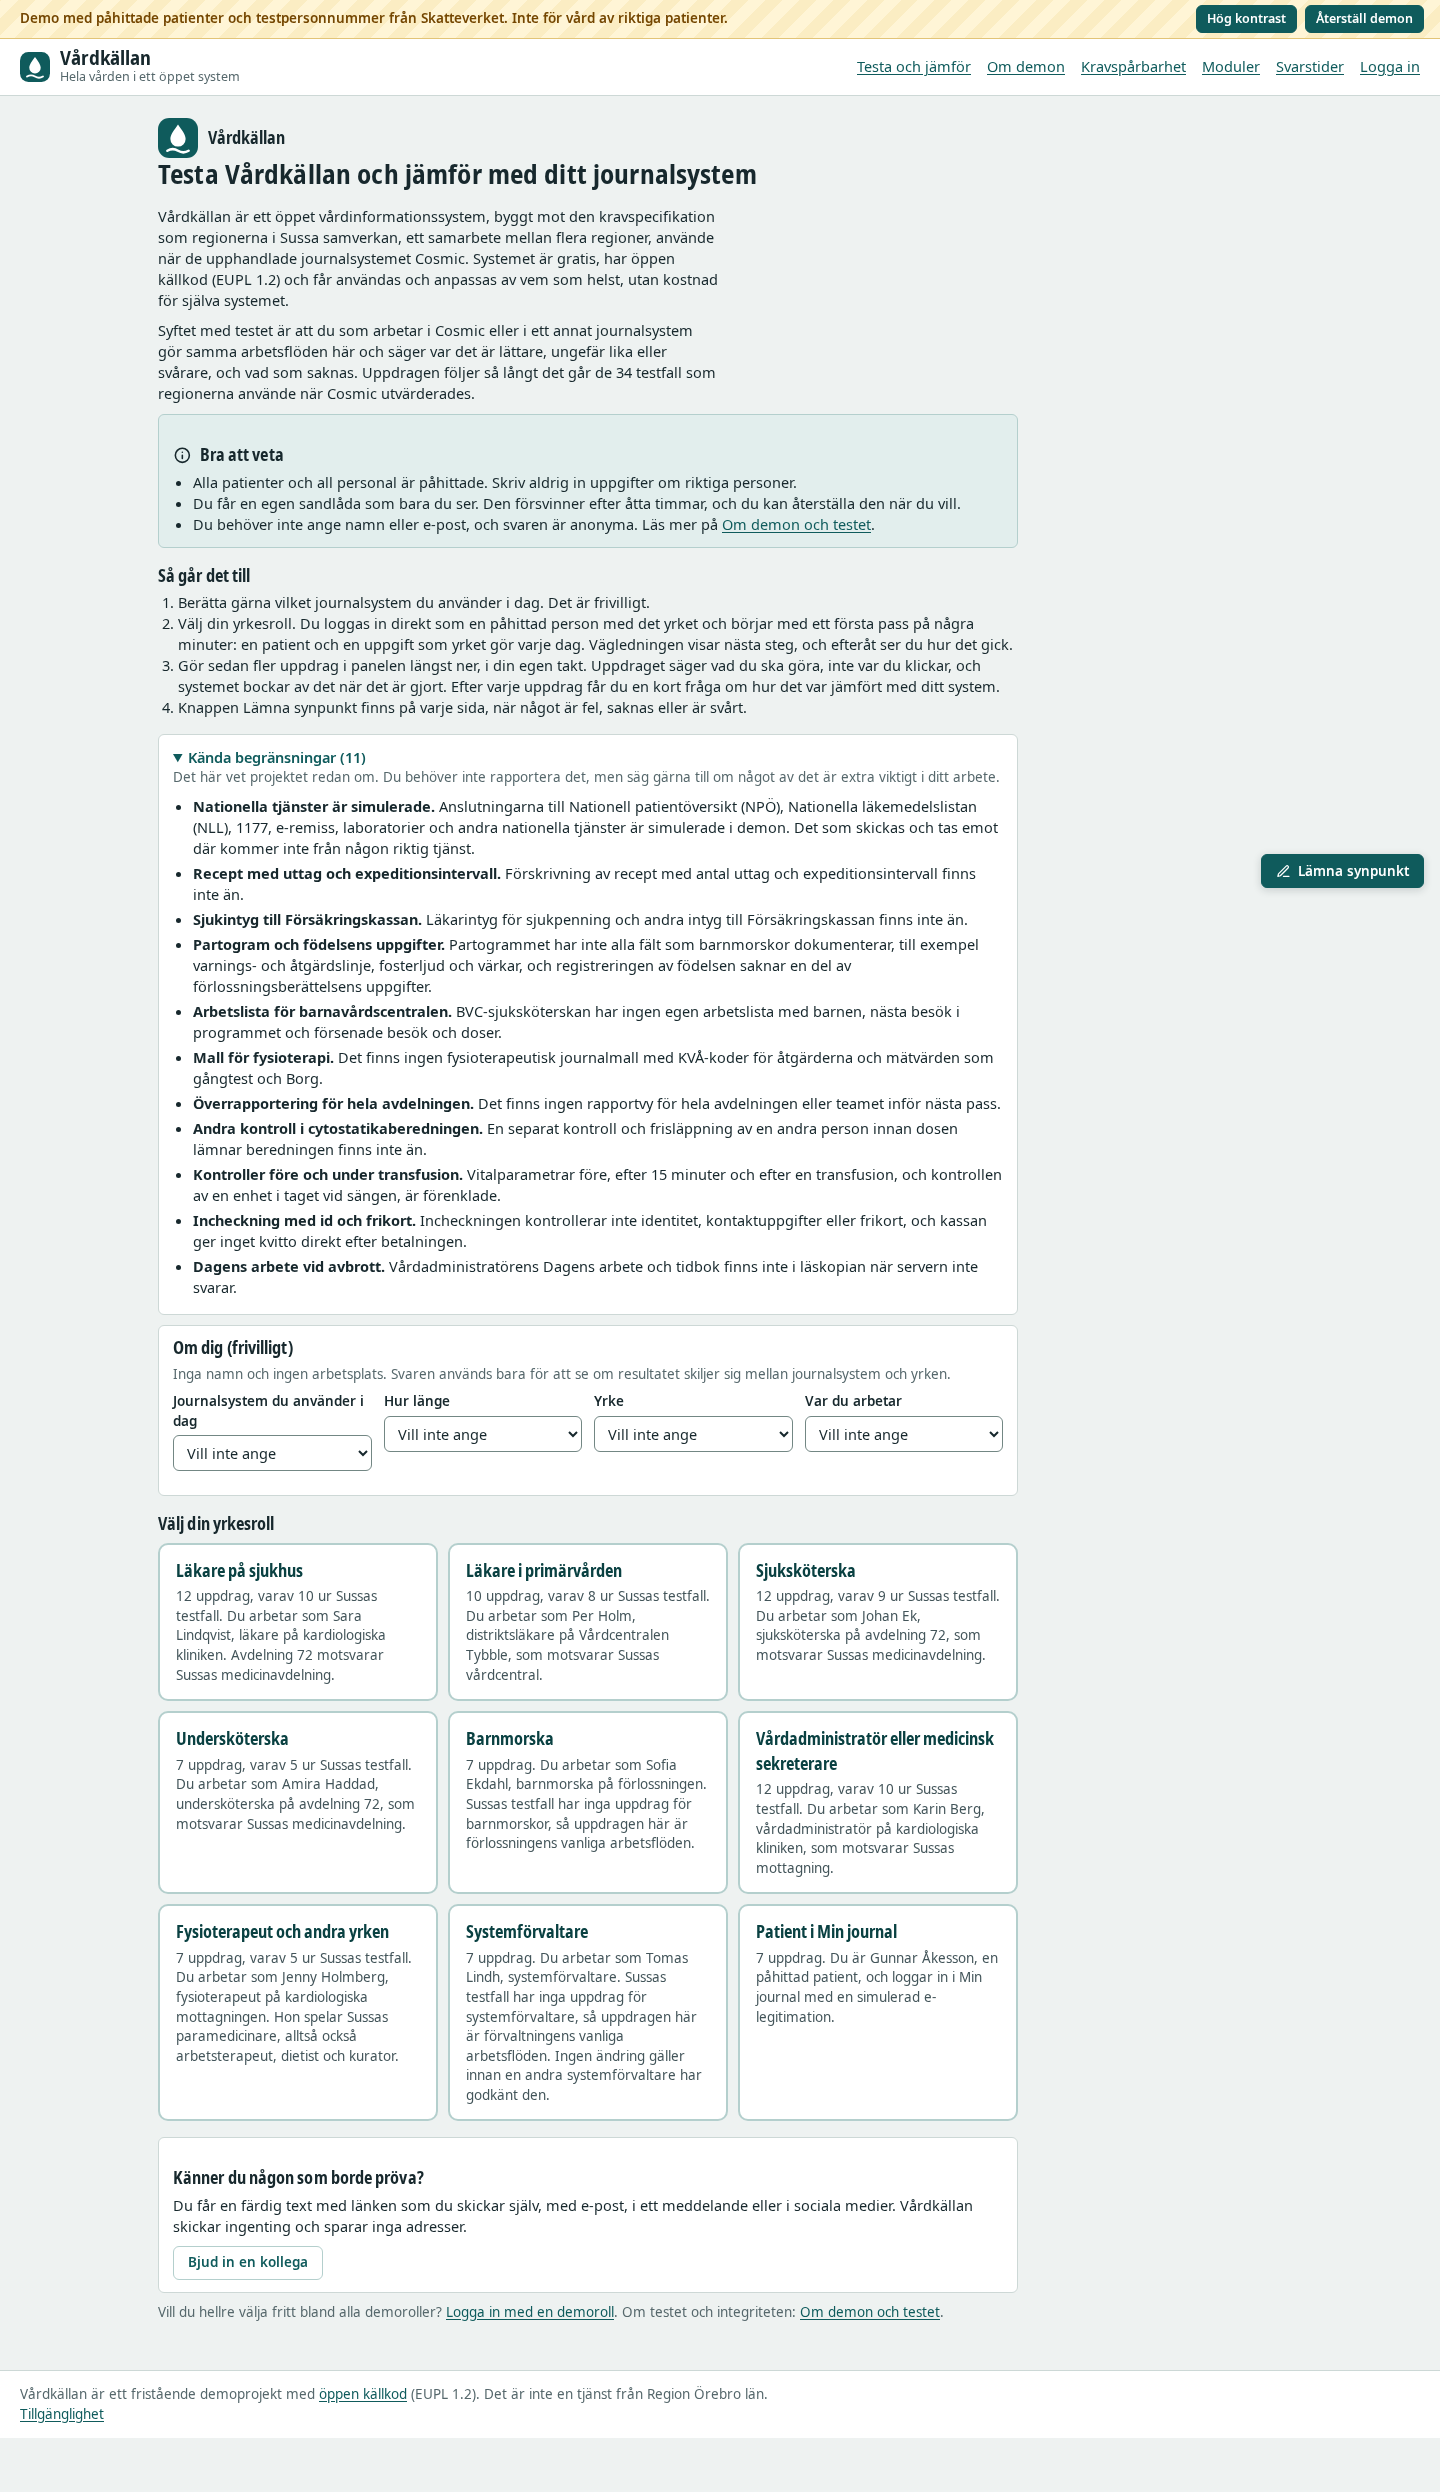 Demo med påhittade patienter och testpersonnummer från Skatteverket. Inte för vård av riktiga patienter.
Hög kontrast
Återställ demon
Vårdkällan
Hela vården i ett öppet system
Testa och jämför
Om demon
Kravspårbarhet
Moduler
Svarstider
Logga in
Vårdkällan
Testa Vårdkällan och jämför med ditt journalsystem
Vårdkällan är ett öppet vårdinformationssystem, byggt mot den kravspecifikation
som regionerna i Sussa samverkan, ett samarbete mellan flera regioner, använde
när de upphandlade journalsystemet Cosmic. Systemet är gratis, har öppen
källkod (EUPL 1.2) och får användas och anpassas av vem som helst, utan kostnad
för själva systemet.
Syftet med testet är att du som arbetar i Cosmic eller i ett annat journalsystem
gör samma arbetsflöden här och säger var det är lättare, ungefär lika eller
svårare, och vad som saknas. Uppdragen följer så långt det går de 34 testfall som
regionerna använde när Cosmic utvärderades.
Bra att veta
• Alla patienter och all personal är påhittade. Skriv aldrig in uppgifter om riktiga personer.
• Du får en egen sandlåda som bara du ser. Den försvinner efter åtta timmar, och du kan återställa den när du vill.
• Du behöver inte ange namn eller e-post, och svaren är anonyma. Läs mer på Om demon och testet.
Så går det till
1. Berätta gärna vilket journalsystem du använder i dag. Det är frivilligt.
2. Välj din yrkesroll. Du loggas in direkt som en påhittad person med det yrket och börjar med ett första pass på några
minuter: en patient och en uppgift som yrket gör varje dag. Vägledningen visar nästa steg, och efteråt ser du hur det gick.
3. Gör sedan fler uppdrag i panelen längst ner, i din egen takt. Uppdraget säger vad du ska göra, inte var du klickar, och
systemet bockar av det när det är gjort. Efter varje uppdrag får du en kort fråga om hur det var jämfört med ditt system.
4. Knappen Lämna synpunkt finns på varje sida, när något är fel, saknas eller är svårt.
▼ Kända begränsningar (11)
Det här vet projektet redan om. Du behöver inte rapportera det, men säg gärna till om något av det är extra viktigt i ditt arbete.
• Nationella tjänster är simulerade. Anslutningarna till Nationell patientöversikt (NPÖ), Nationella läkemedelslistan
(NLL), 1177, e-remiss, laboratorier och andra nationella tjänster är simulerade i demon. Det som skickas och tas emot
där kommer inte från någon riktig tjänst.
• Recept med uttag och expeditionsintervall. Förskrivning av recept med antal uttag och expeditionsintervall finns
inte än.
• Sjukintyg till Försäkringskassan. Läkarintyg för sjukpenning och andra intyg till Försäkringskassan finns inte än.
• Partogram och födelsens uppgifter. Partogrammet har inte alla fält som barnmorskor dokumenterar, till exempel
varnings- och åtgärdslinje, fosterljud och värkar, och registreringen av födelsen saknar en del av
förlossningsberättelsens uppgifter.
• Arbetslista för barnavårdscentralen. BVC-sjuksköterskan har ingen egen arbetslista med barnen, nästa besök i
programmet och försenade besök och doser.
• Mall för fysioterapi. Det finns ingen fysioterapeutisk journalmall med KVÅ-koder för åtgärderna och mätvärden som
gångtest och Borg.
• Överrapportering för hela avdelningen. Det finns ingen rapportvy för hela avdelningen eller teamet inför nästa pass.
• Andra kontroll i cytostatikaberedningen. En separat kontroll och frisläppning av en andra person innan dosen
lämnar beredningen finns inte än.
• Kontroller före och under transfusion. Vitalparametrar före, efter 15 minuter och efter en transfusion, och kontrollen
av en enhet i taget vid sängen, är förenklade.
• Incheckning med id och frikort. Incheckningen kontrollerar inte identitet, kontaktuppgifter eller frikort, och kassan
ger inget kvitto direkt efter betalningen.
• Dagens arbete vid avbrott. Vårdadministratörens Dagens arbete och tidbok finns inte i läskopian när servern inte
svarar.
Lämna synpunkt
Om dig (frivilligt)
Inga namn och ingen arbetsplats. Svaren används bara för att se om resultatet skiljer sig mellan journalsystem och yrken.
Journalsystem du använder i
dag
Vill inte ange
Hur länge
Vill inte ange
Yrke
Vill inte ange
Var du arbetar
Vill inte ange
Välj din yrkesroll
Läkare på sjukhus
12 uppdrag, varav 10 ur Sussas
testfall. Du arbetar som Sara
Lindqvist, läkare på kardiologiska
kliniken. Avdelning 72 motsvarar
Sussas medicinavdelning.
Läkare i primärvården
10 uppdrag, varav 8 ur Sussas testfall.
Du arbetar som Per Holm,
distriktsläkare på Vårdcentralen
Tybble, som motsvarar Sussas
vårdcentral.
Sjuksköterska
12 uppdrag, varav 9 ur Sussas testfall.
Du arbetar som Johan Ek,
sjuksköterska på avdelning 72, som
motsvarar Sussas medicinavdelning.
Undersköterska
7 uppdrag, varav 5 ur Sussas testfall.
Du arbetar som Amira Haddad,
undersköterska på avdelning 72, som
motsvarar Sussas medicinavdelning.
Barnmorska
7 uppdrag. Du arbetar som Sofia
Ekdahl, barnmorska på förlossningen.
Sussas testfall har inga uppdrag för
barnmorskor, så uppdragen här är
förlossningens vanliga arbetsflöden.
Vårdadministratör eller medicinsk
sekreterare
12 uppdrag, varav 10 ur Sussas
testfall. Du arbetar som Karin Berg,
vårdadministratör på kardiologiska
kliniken, som motsvarar Sussas
mottagning.
Fysioterapeut och andra yrken
7 uppdrag, varav 5 ur Sussas testfall.
Du arbetar som Jenny Holmberg,
fysioterapeut på kardiologiska
mottagningen. Hon spelar Sussas
paramedicinare, alltså också
arbetsterapeut, dietist och kurator.
Systemförvaltare
7 uppdrag. Du arbetar som Tomas
Lindh, systemförvaltare. Sussas
testfall har inga uppdrag för
systemförvaltare, så uppdragen här
är förvaltningens vanliga
arbetsflöden. Ingen ändring gäller
innan en andra systemförvaltare har
godkänt den.
Patient i Min journal
7 uppdrag. Du är Gunnar Åkesson, en
påhittad patient, och loggar in i Min
journal med en simulerad e-
legitimation.
Känner du någon som borde pröva?
Du får en färdig text med länken som du skickar själv, med e-post, i ett meddelande eller i sociala medier. Vårdkällan
skickar ingenting och sparar inga adresser.
Bjud in en kollega
Vill du hellre välja fritt bland alla demoroller? Logga in med en demoroll. Om testet och integriteten: Om demon och testet.
Vårdkällan är ett fristående demoprojekt med öppen källkod (EUPL 1.2). Det är inte en tjänst från Region Örebro län.
Tillgänglighet